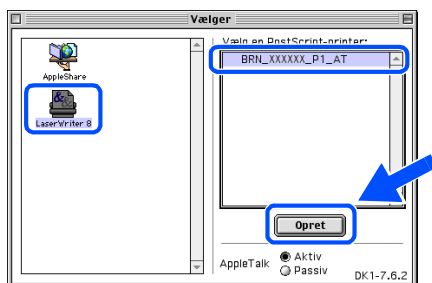 Vælger
Vælg en PostScript-printer:
BRN_XXXXXX_P1_AT
AppleShare
LaserWriter 8
Opret
AppleTalk
Aktiv
Passiv
DK1-7.6.2